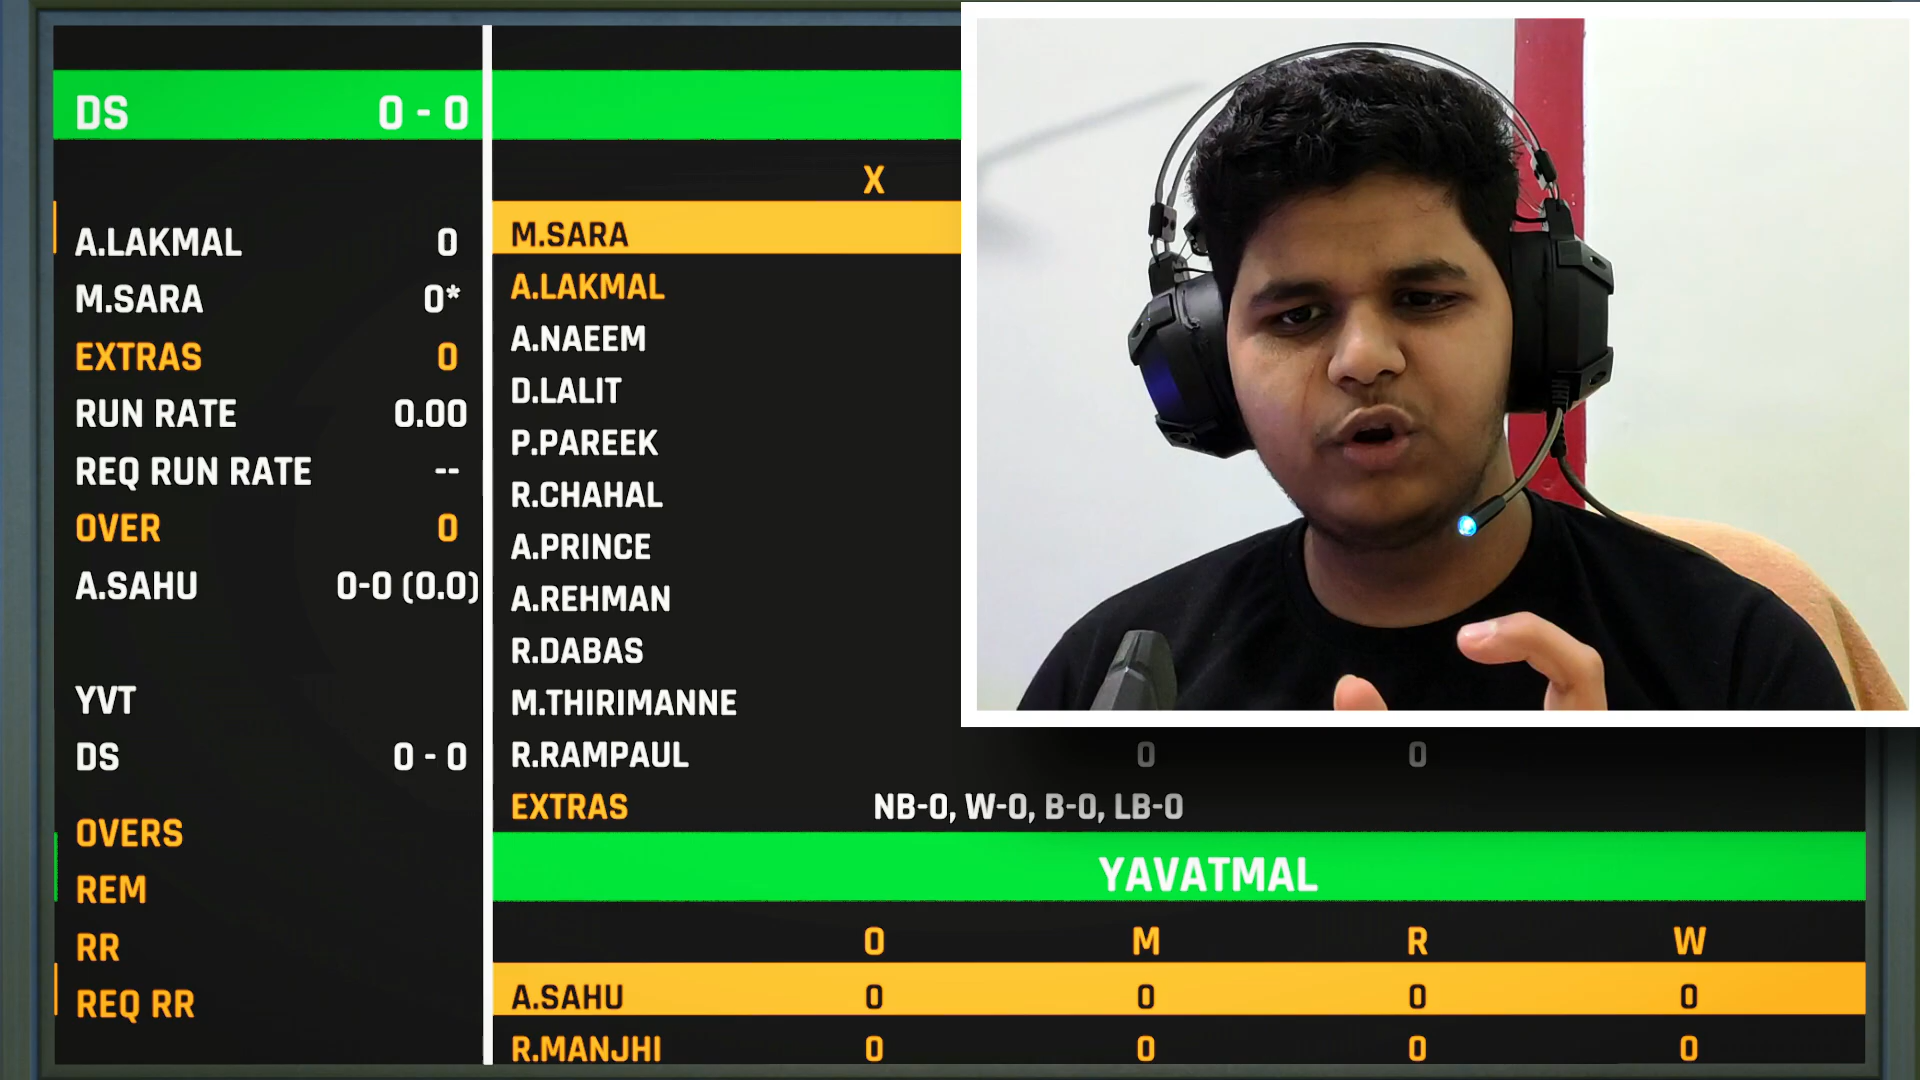 DS 0 - 0
A.LAKMAL 0
M.SARA 0*
EXTRAS 0
RUN RATE 0.00
REQ RUN RATE --
OVER 0
A.SAHU 0-0 (0.0)
YVT
DS 0 - 0
OVERS
REM
RR
REQ RR
X
M.SARA
A.LAKMAL
A.NAEEM
D.LALIT
P.PAREEK
R.CHAHAL
A.PRINCE
A.REHMAN
R.DABAS
M.THIRIMANNE
R.RAMPAUL 0 0
EXTRAS NB-0, W-0, B-0, LB-0
YAVATMAL
O M R W
A.SAHU 0 0 0 0
R.MANJHI 0 0 0 0